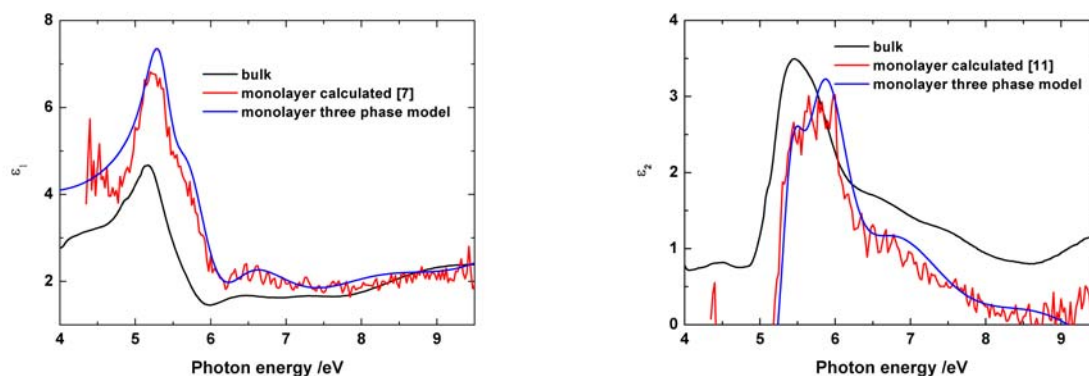 8
6
4
2
ε1
bulk
monolayer calculated [7]
monolayer three phase model
4 5 6 7 8 9
Photon energy /eV
4
3
2
1
0
ε2
bulk
monolayer calculated [11]
monolayer three phase model
4 5 6 7 8 9
Photon energy /eV